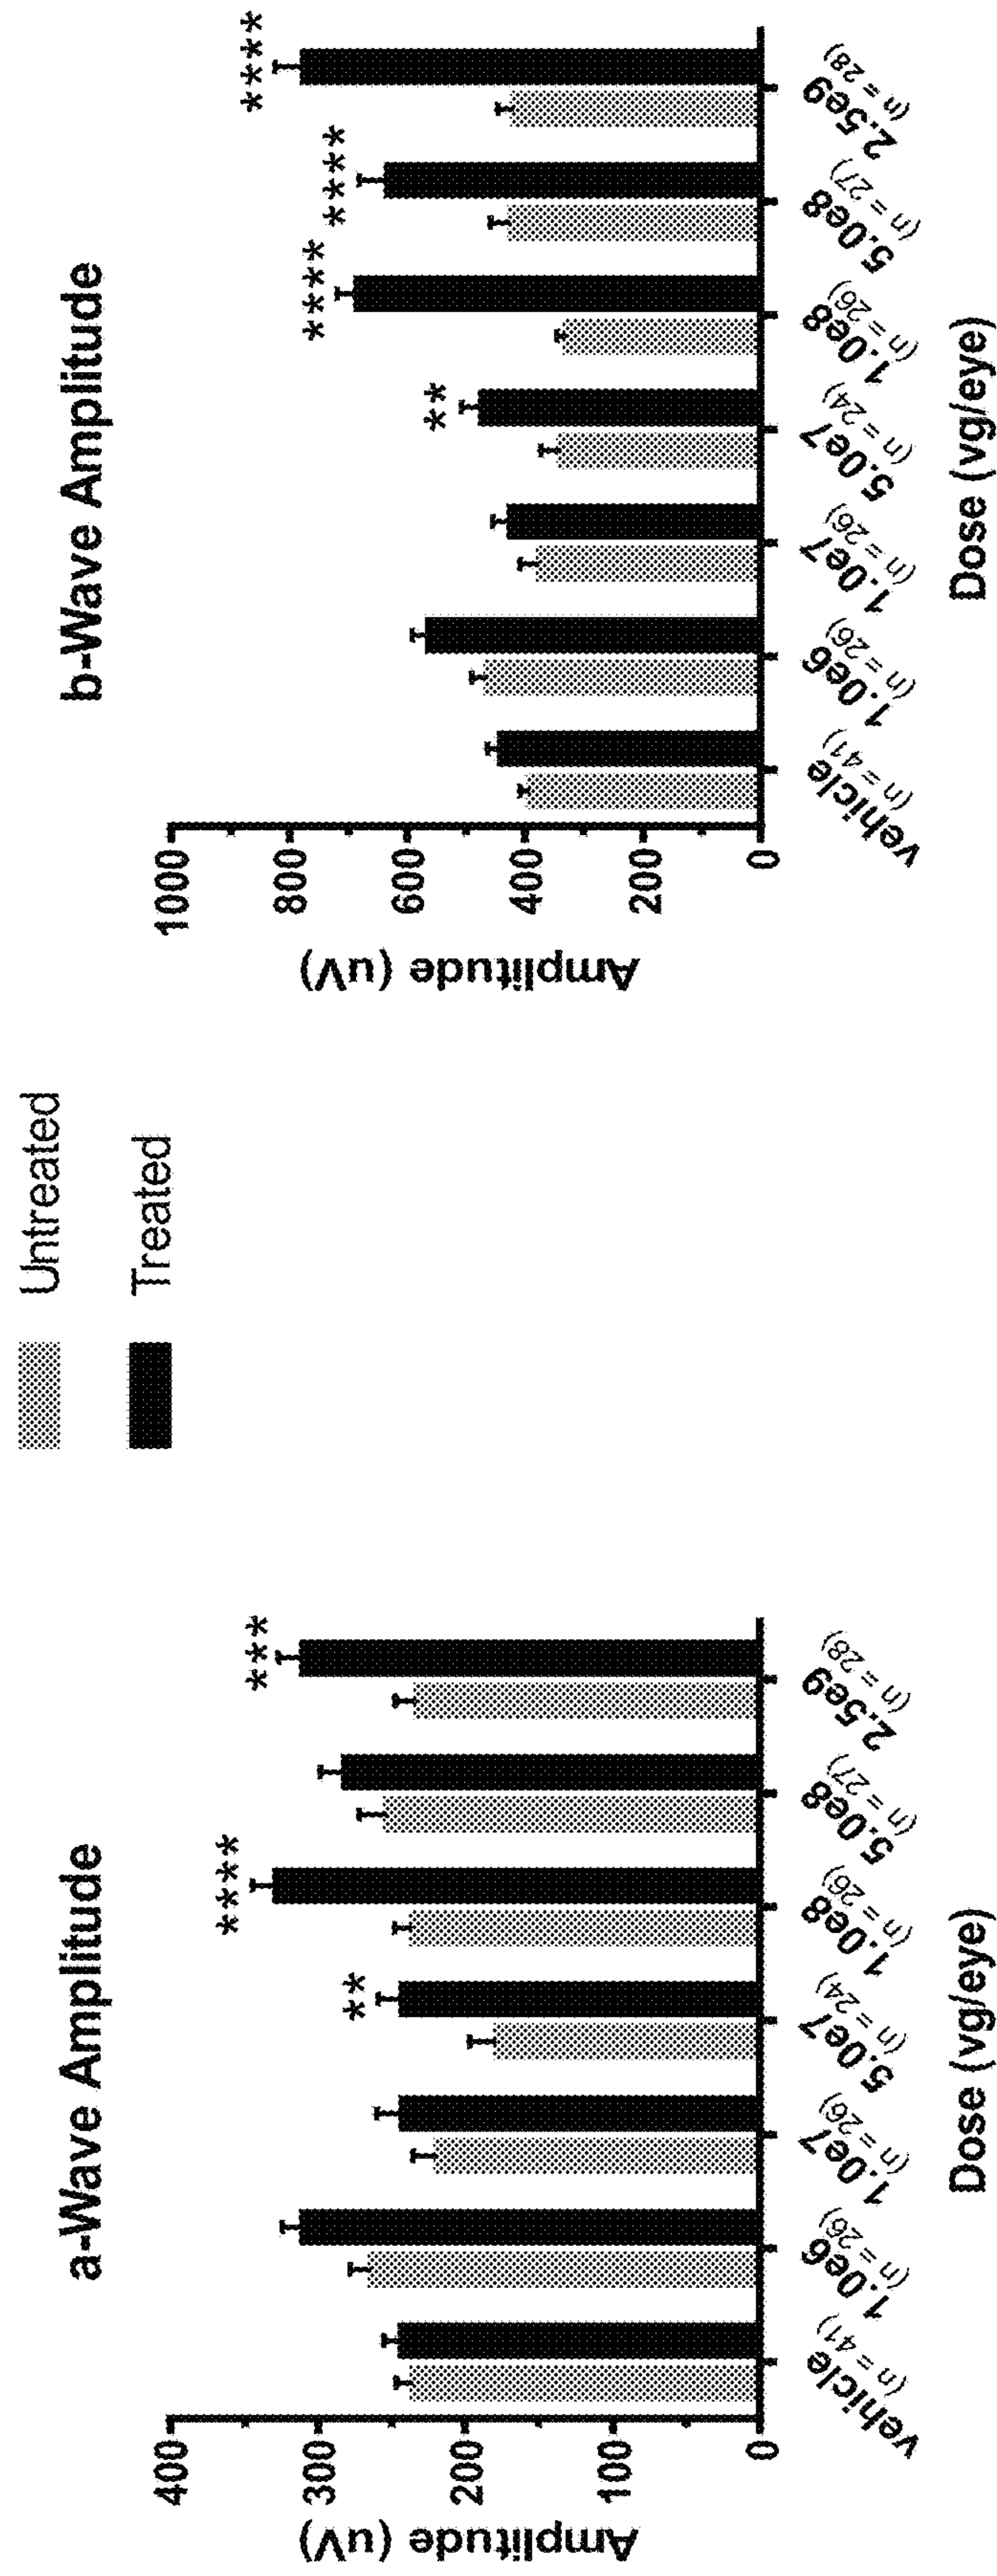 Untreated
Treated
a-Wave Amplitude
****
***
**
400
300
200
100
0
Amplitude (uV)
vehicle
(n = 41)
1.0e6
(n = 26)
1.0e7
(n = 26)
5.0e7
(n = 24)
1.0e8
(n = 26)
5.0e8
(n = 27)
2.5e9
(n = 28)
Dose (vg/eye)
b-Wave Amplitude
****
****
****
**
1000
800
600
400
200
0
Amplitude (uV)
vehicle
(n = 41)
1.0e6
(n = 26)
1.0e7
(n = 26)
5.0e7
(n = 24)
1.0e8
(n = 26)
5.0e8
(n = 27)
2.5e9
(n = 28)
Dose (vg/eye)